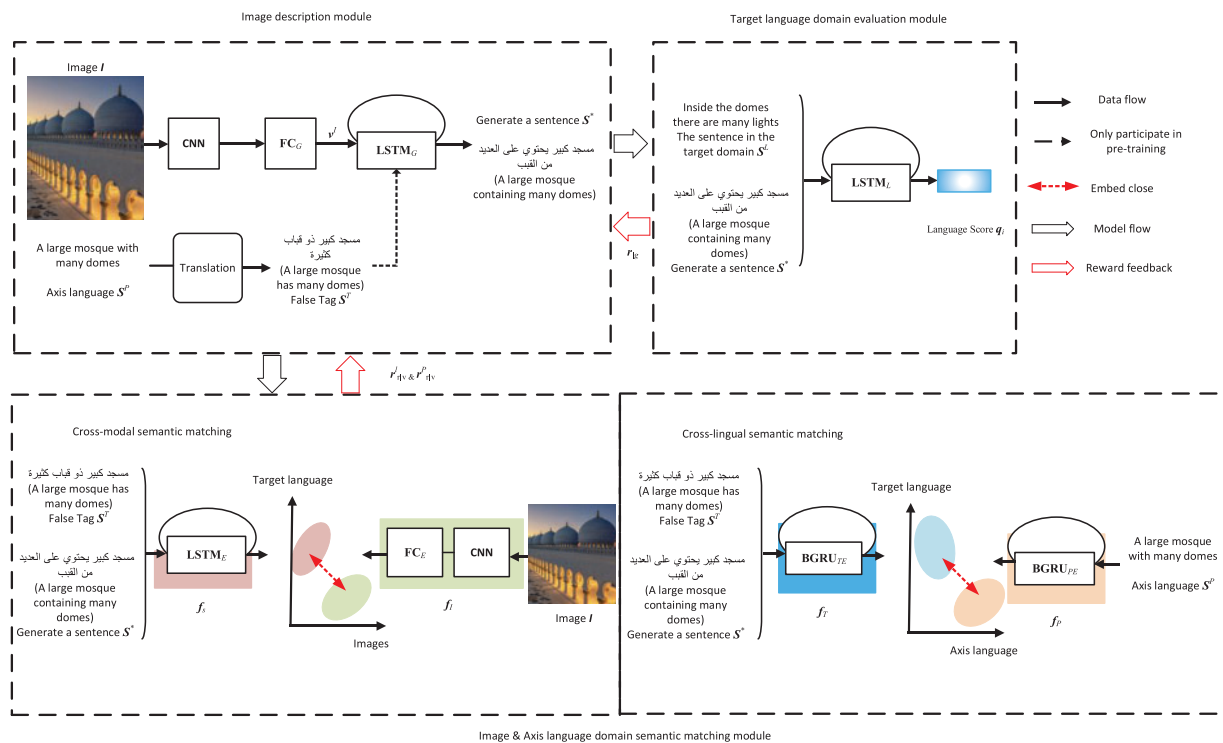 Image description module
Image I
CNN
FC_G
v^I
LSTM_G
Generate a sentence S*
مسجد كبير يحتوي على العديد
من القبب
(A large mosque
containing many domes)
A large mosque with
many domes
Axis language S^P
Translation
مسجد كبير ذو قباب
كثيرة
(A large mosque
has many domes)
False Tag S^T
Target language domain evaluation module
Inside the domes
there are many lights
The sentence in the
target domain S^L
مسجد كبير يحتوي على العديد
من القبب
(A large mosque
containing many
domes)
Generate a sentence S*
LSTM_L
Language Score q_i
r_lg
Data flow
Only participate in
pre-training
Embed close
Model flow
Reward feedback
r^I_rlv & r^P_rlv
Cross-modal semantic matching
مسجد كبير ذو قباب كثيرة
(A large mosque has
many domes)
False Tag S^T
مسجد كبير يحتوي على العديد
من القبب
(A large mosque
containing many
domes)
Generate a sentence S*
LSTM_E
f_s
Target language
Images
FC_E
CNN
f_I
Image I
Cross-lingual semantic matching
مسجد كبير ذو قباب كثيرة
(A large mosque has
many domes)
False Tag S^T
مسجد كبير يحتوي على العديد
من القبب
(A large mosque
containing many
domes)
Generate a sentence S*
BGRU_TE
f_T
Target language
Axis language
BGRU_PE
f_P
A large mosque
with many domes
Axis language S^P
Image & Axis language domain semantic matching module